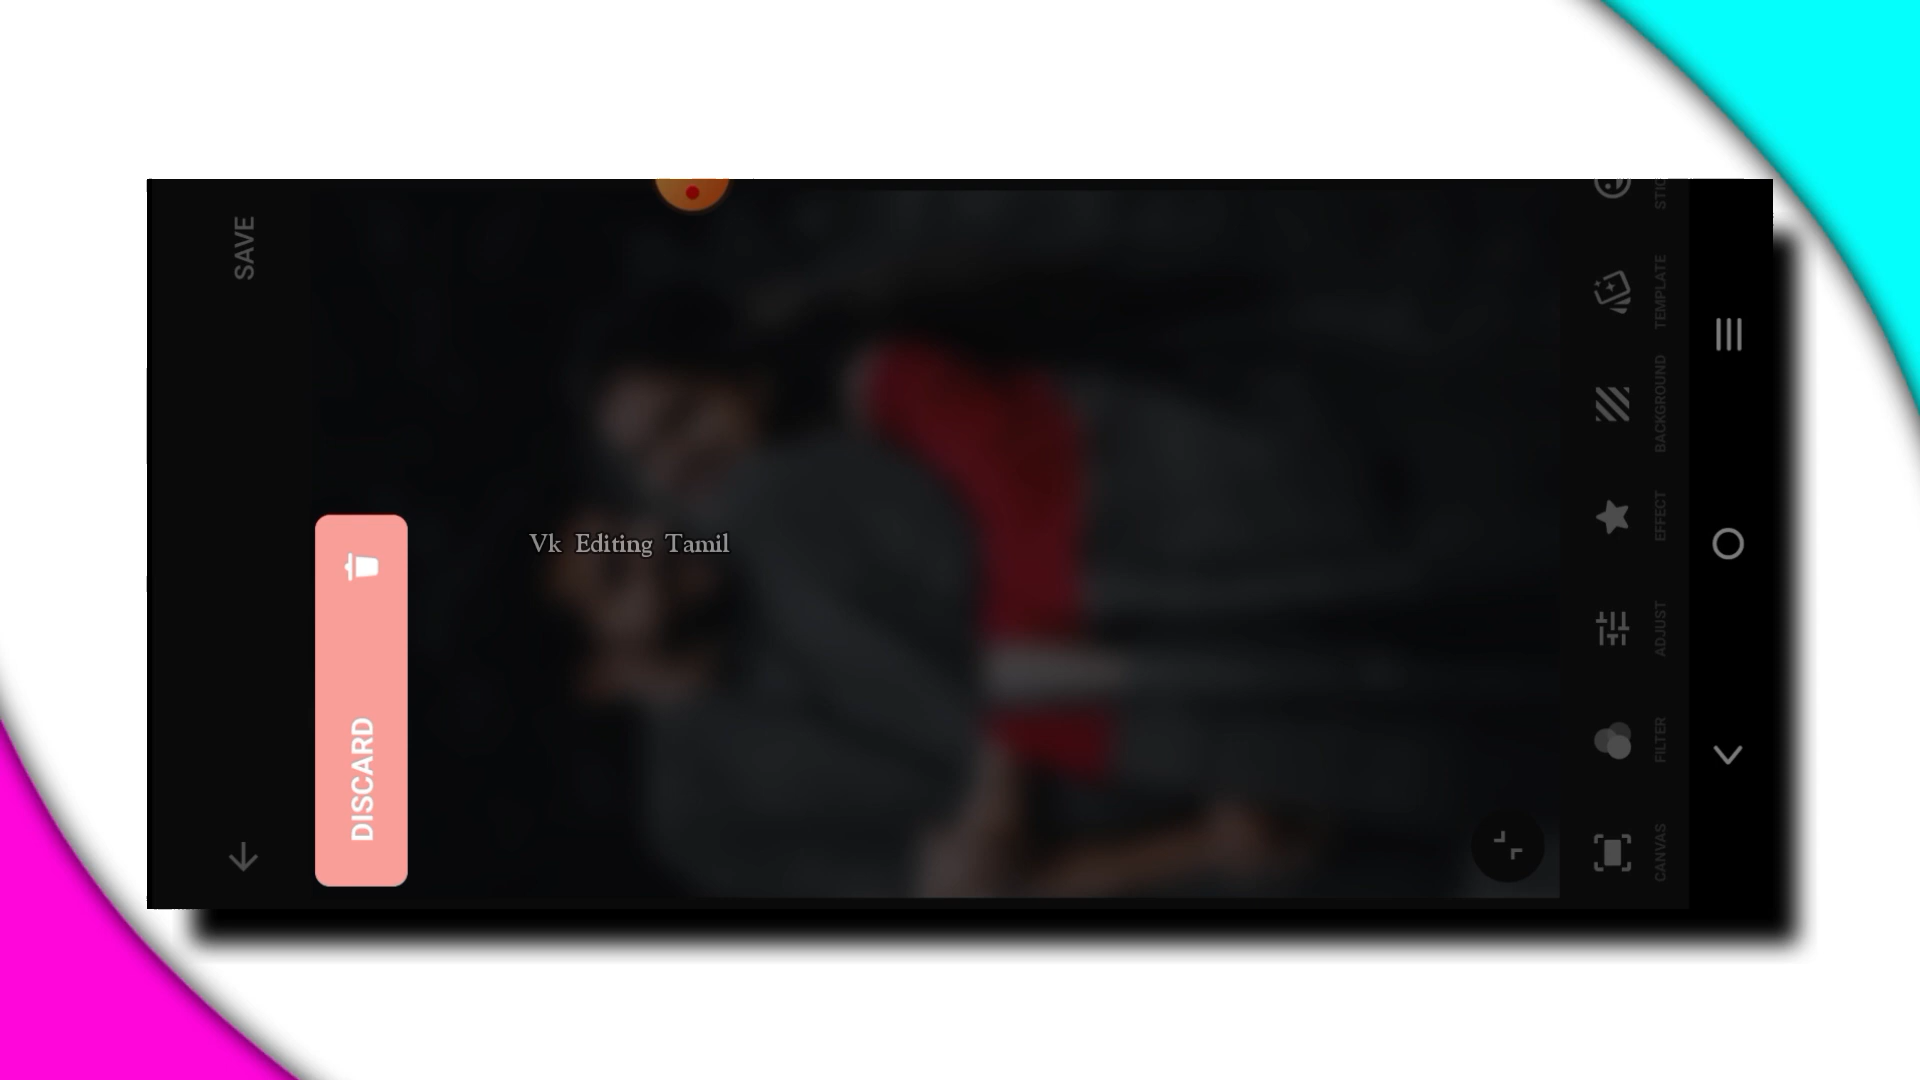 SAVE
DISCARD
Vk Editing Tamil
TEMPLATE
BACKGROUND
EFFECT
ADJUST
FILTER
CANVAS